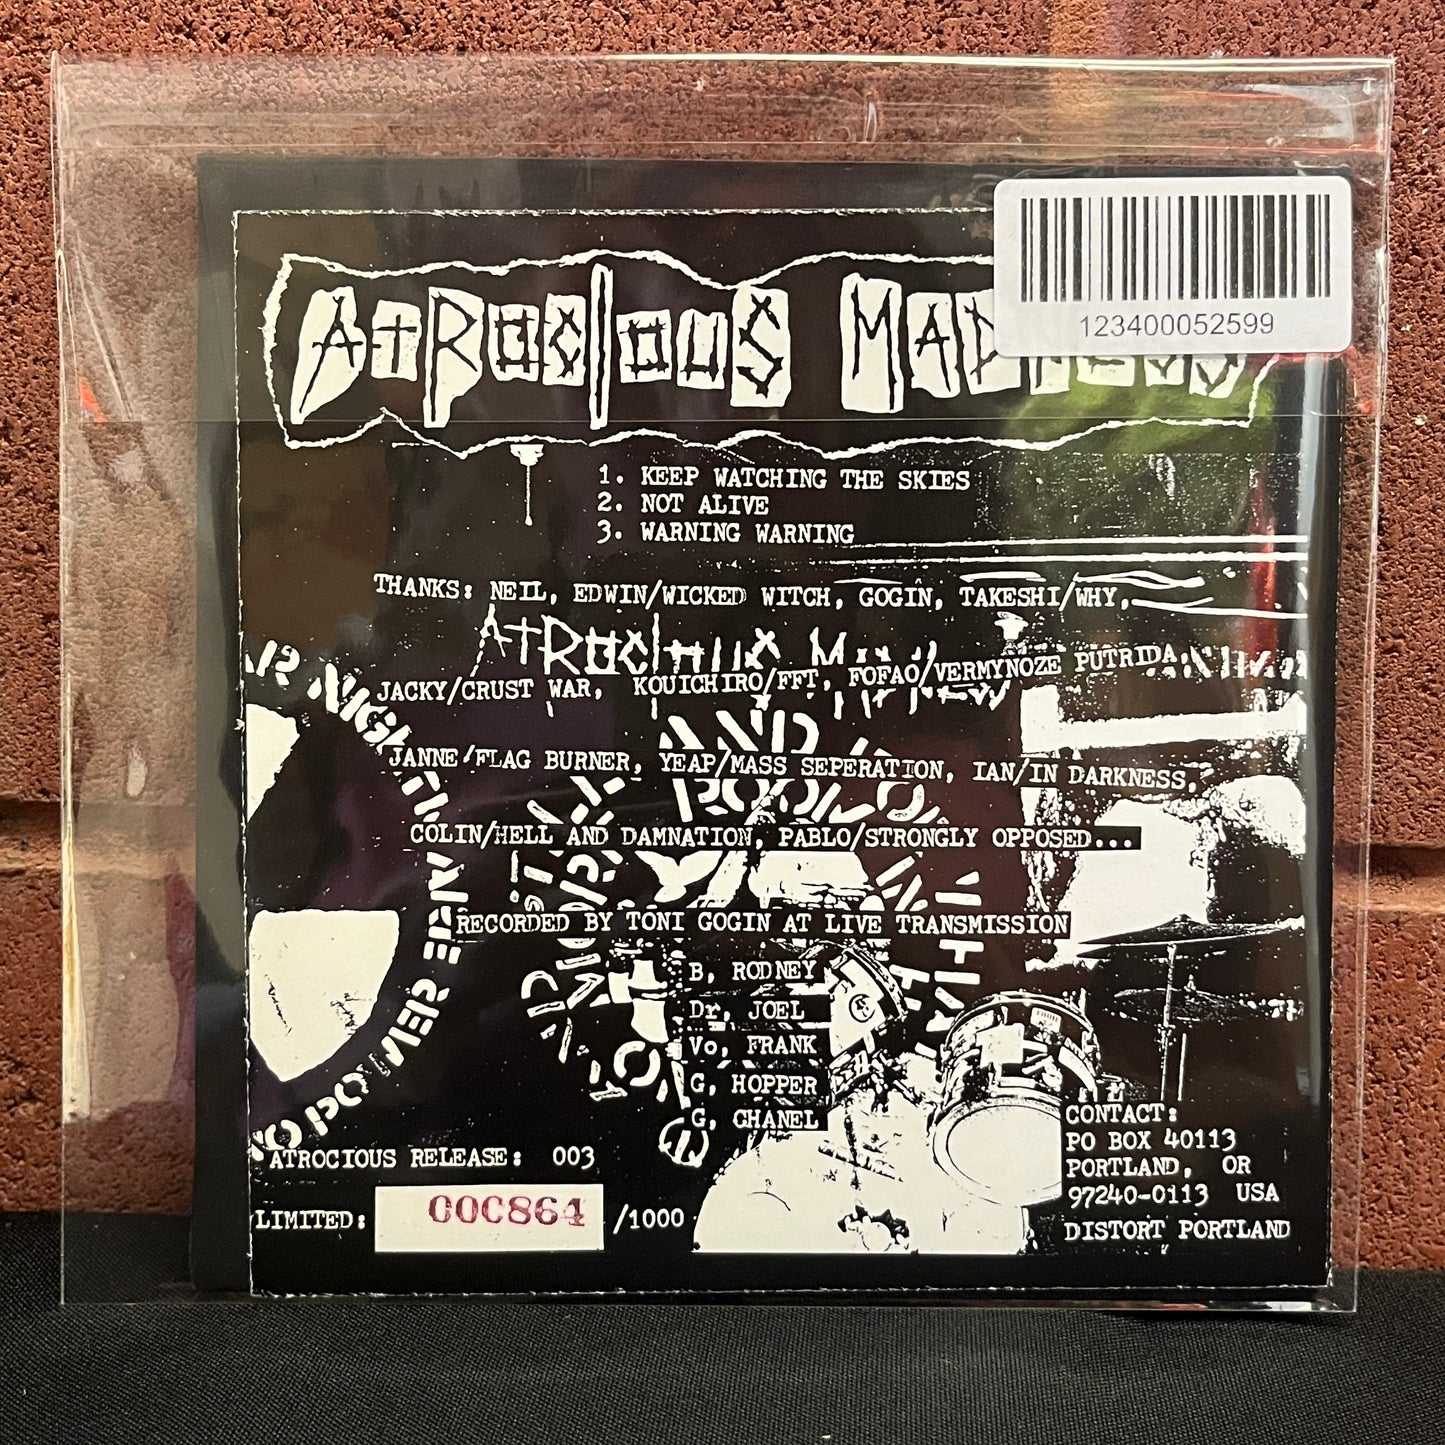 ATROCIOUS MADNESS
123400052599
1. KEEP WATCHING THE SKIES
2. NOT ALIVE
3. WARNING WARNING
THANKS: NEIL, EDWIN/WICKED WITCH, GOGIN, TAKESHI/WHY,
ATROCIOUS
JACKY/CRUST WAR, KOUICHIRO/FFT, FOFAO/VERMYNOZE PUTRIDA,
JANNE/FLAG BURNER, YEAP/MASS SEPERATION, IAN/IN DARKNESS,
COLIN/HELL AND DAMNATION, PABLO/STRONGLY OPPOSED...
RECORDED BY TONI GOGIN AT LIVE TRANSMISSION
B, RODNEY
Dr, JOEL
Vo, FRANK
G, HOPPER
G, CHANEL
CONTACT:
PO BOX 40113
PORTLAND, OR
97240-0113 USA
DISTORT PORTLAND
ATROCIOUS RELEASE: 003
LIMITED: 000864 /1000